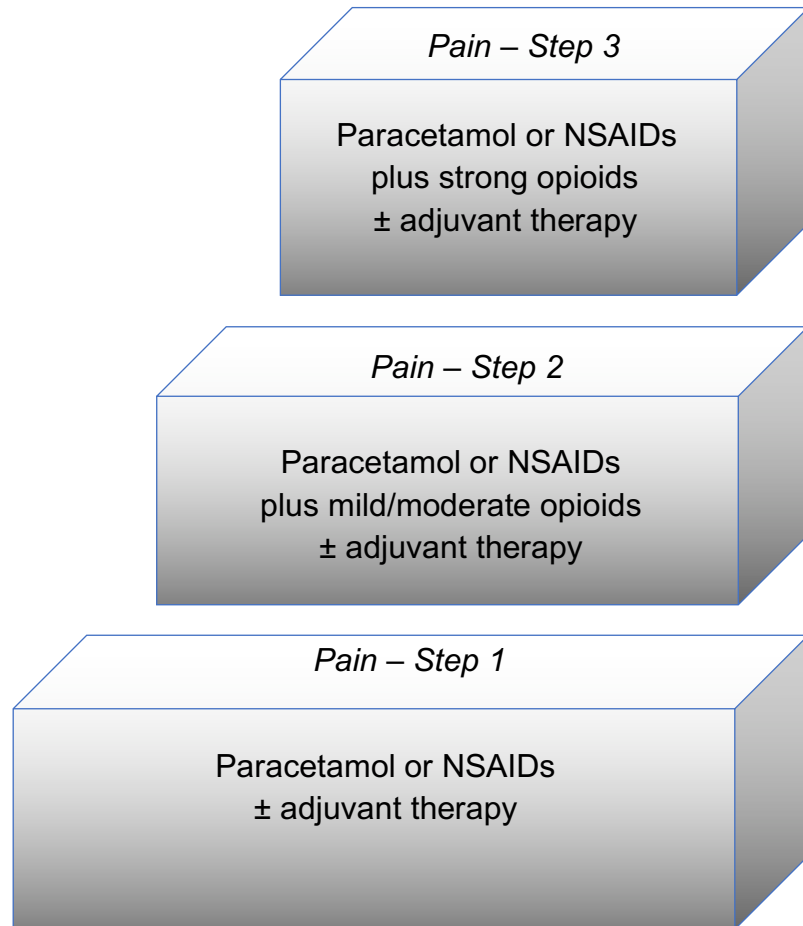 Pain – Step 3
Paracetamol or NSAIDs
plus strong opioids
± adjuvant therapy
Pain – Step 2
Paracetamol or NSAIDs
plus mild/moderate opioids
± adjuvant therapy
Pain – Step 1
Paracetamol or NSAIDs
± adjuvant therapy